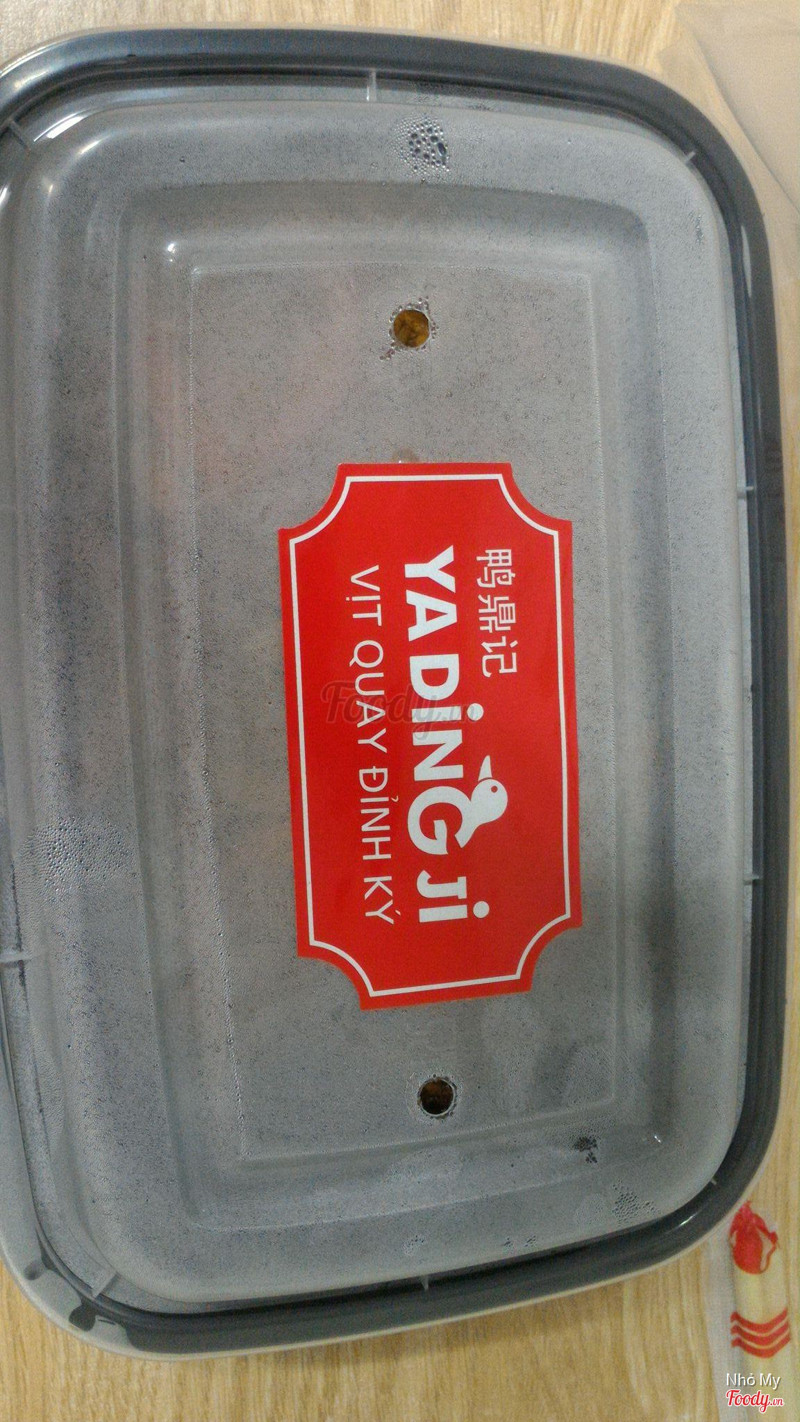 鸭鼎记
YA DiNG Ji
VỊT QUAY ĐỈNH KÝ
Foody.vn
Nhỏ My
Foody.vn